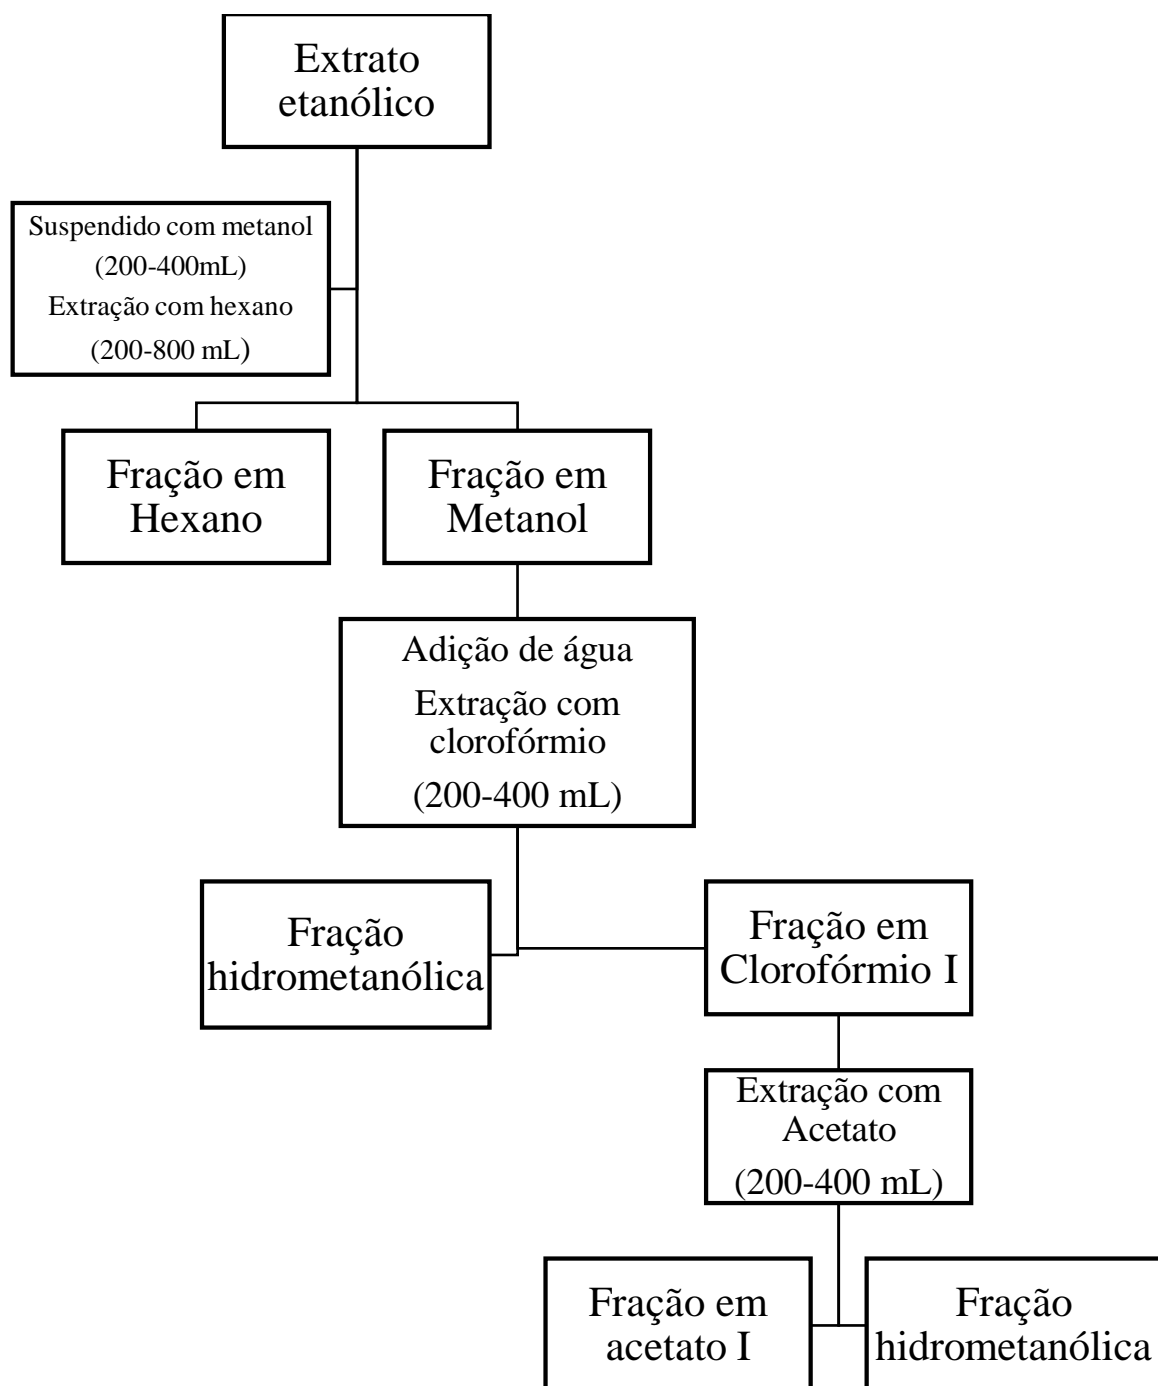 Extrato
etanólico
Suspendido com metanol
(200-400mL)
Extração com hexano
(200-800 mL)
Fração em
Hexano
Fração em
Metanol
Adição de água
Extração com
clorofórmio
(200-400 mL)
Fração
hidrometanólica
Fração em
Clorofórmio I
Extração com
Acetato
(200-400 mL)
Fração em
acetato I
Fração
hidrometanólica